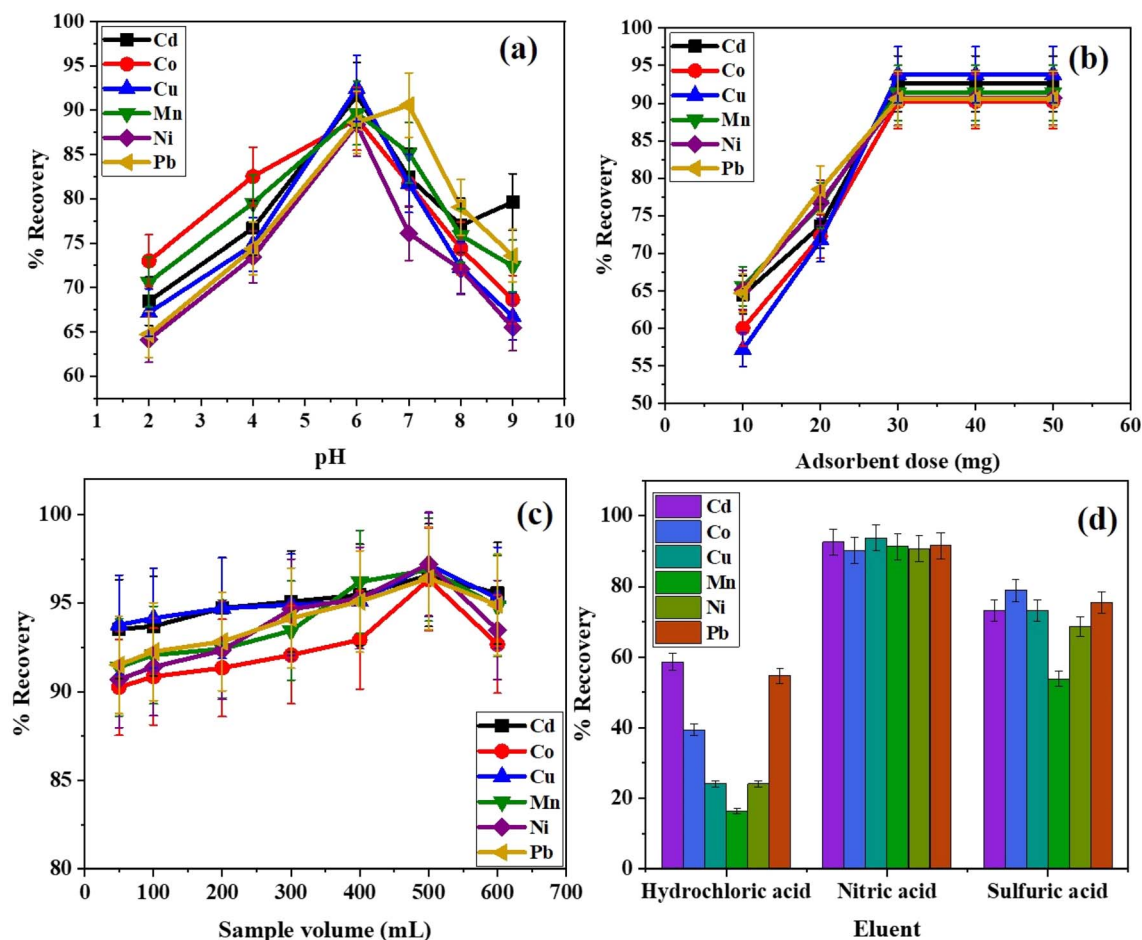 (a)
% Recovery
100
95
90
85
80
75
70
65
60
Cd
Co
Cu
Mn
Ni
Pb
1 2 3 4 5 6 7 8 9 10
pH
(b)
% Recovery
100
95
90
85
80
75
70
65
60
55
50
Cd
Co
Cu
Mn
Ni
Pb
0 10 20 30 40 50 60
Adsorbent dose (mg)
(c)
% Recovery
100
95
90
85
80
Cd
Co
Cu
Mn
Ni
Pb
0 100 200 300 400 500 600 700
Sample volume (mL)
(d)
% Reccovery
100
80
60
40
20
0
Cd
Co
Cu
Mn
Ni
Pb
Hydrochloric acid Nitric acid Sulfuric acid
Eluent